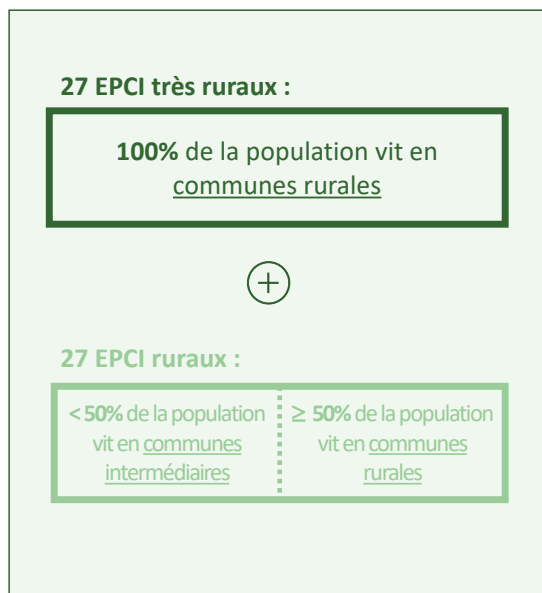 27 EPCI très ruraux :
100% de la population vit en
communes rurales
+
27 EPCI ruraux :
< 50% de la population
vit en communes
intermédiaires
≥ 50% de la population
vit en communes
rurales